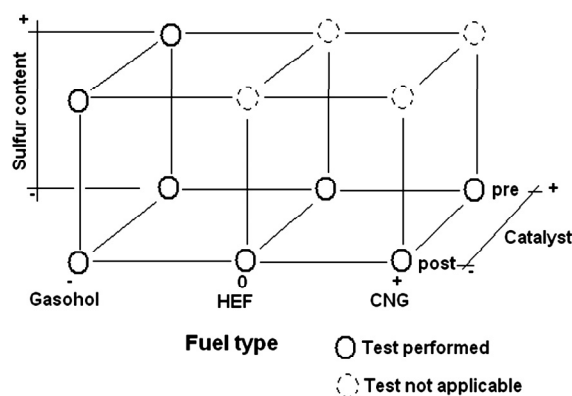 +
Sulfur content
-
pre - +
Catalyst
post - -
- 0 +
Gasohol HEF CNG
Fuel type
Test performed
Test not applicable